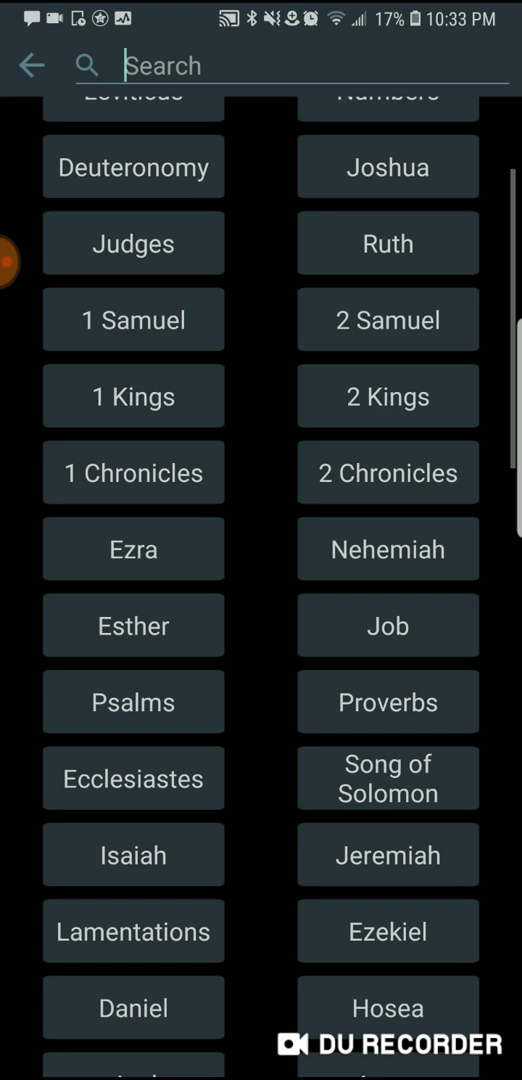 17% 10:33 PM
Search
Leviticus Numbers
Deuteronomy Joshua
Judges Ruth
1 Samuel 2 Samuel
1 Kings 2 Kings
1 Chronicles 2 Chronicles
Ezra Nehemiah
Esther Job
Psalms Proverbs
Ecclesiastes Song of
Solomon
Isaiah Jeremiah
Lamentations Ezekiel
Daniel Hosea
DU RECORDER